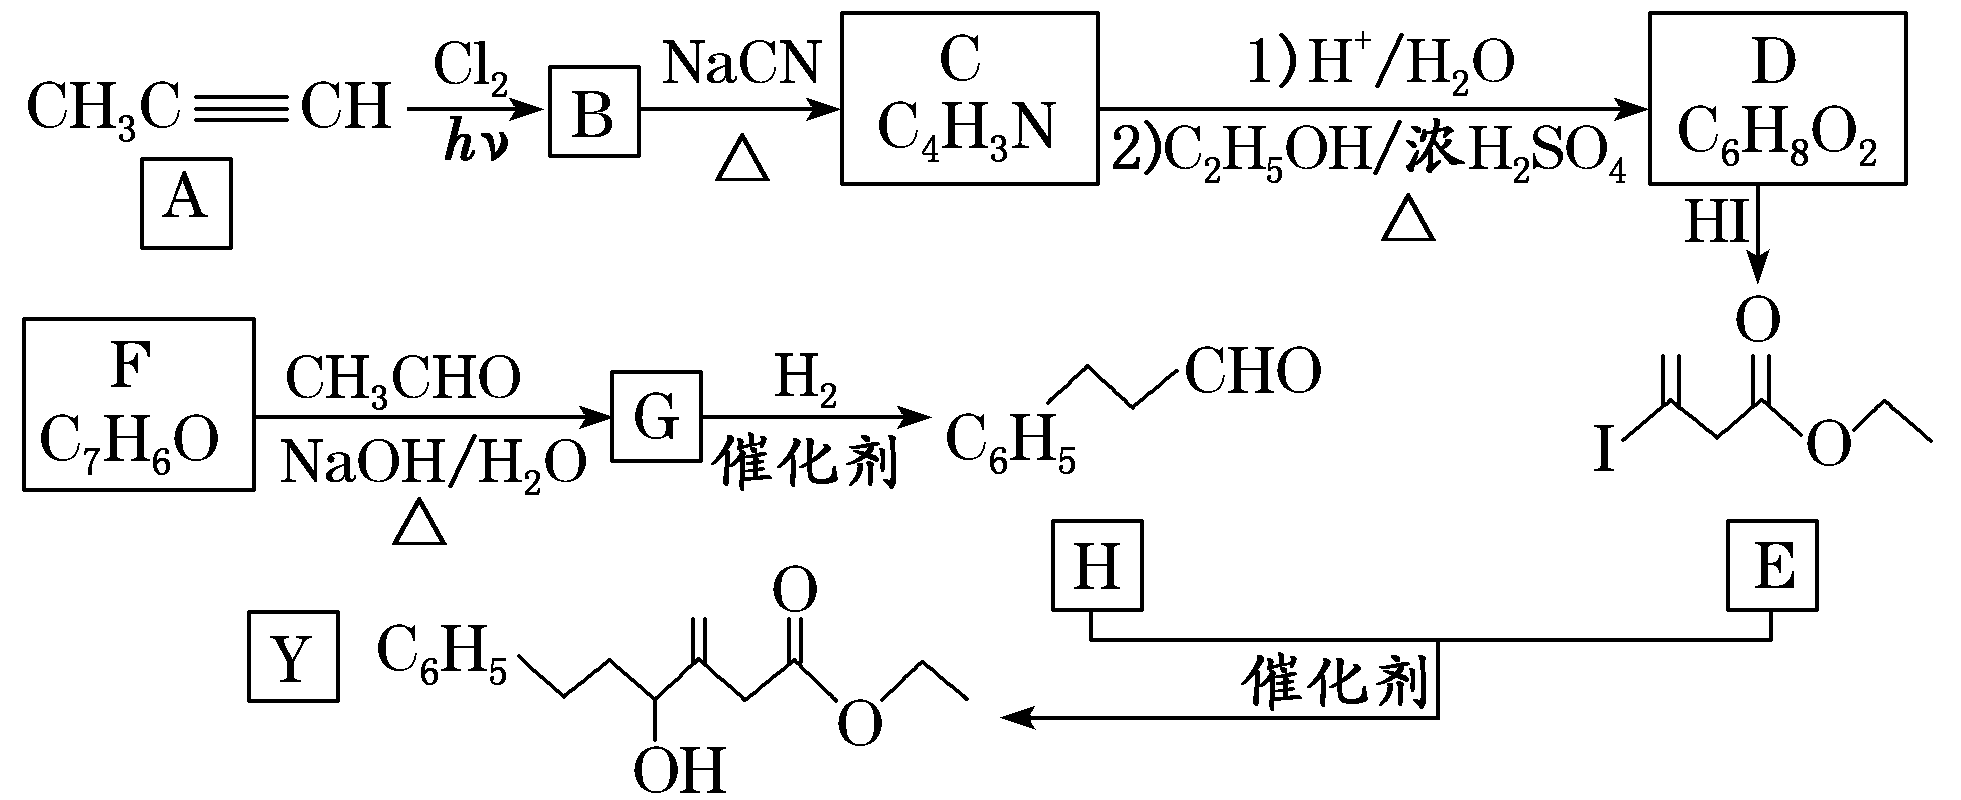 CH₃C≡CH Cl₂ hν B NaCN △ C C₄H₃N 1)H⁺/H₂O 2)C₂H₅OH/浓H₂SO₄ △ D C₆H₈O₂
A
HI
F C₇H₆O CH₃CHO NaOH/H₂O △ G H₂ 催化剂 C₆H₅ CHO
O I O
H E
Y C₆H₅ OH O O
催化剂